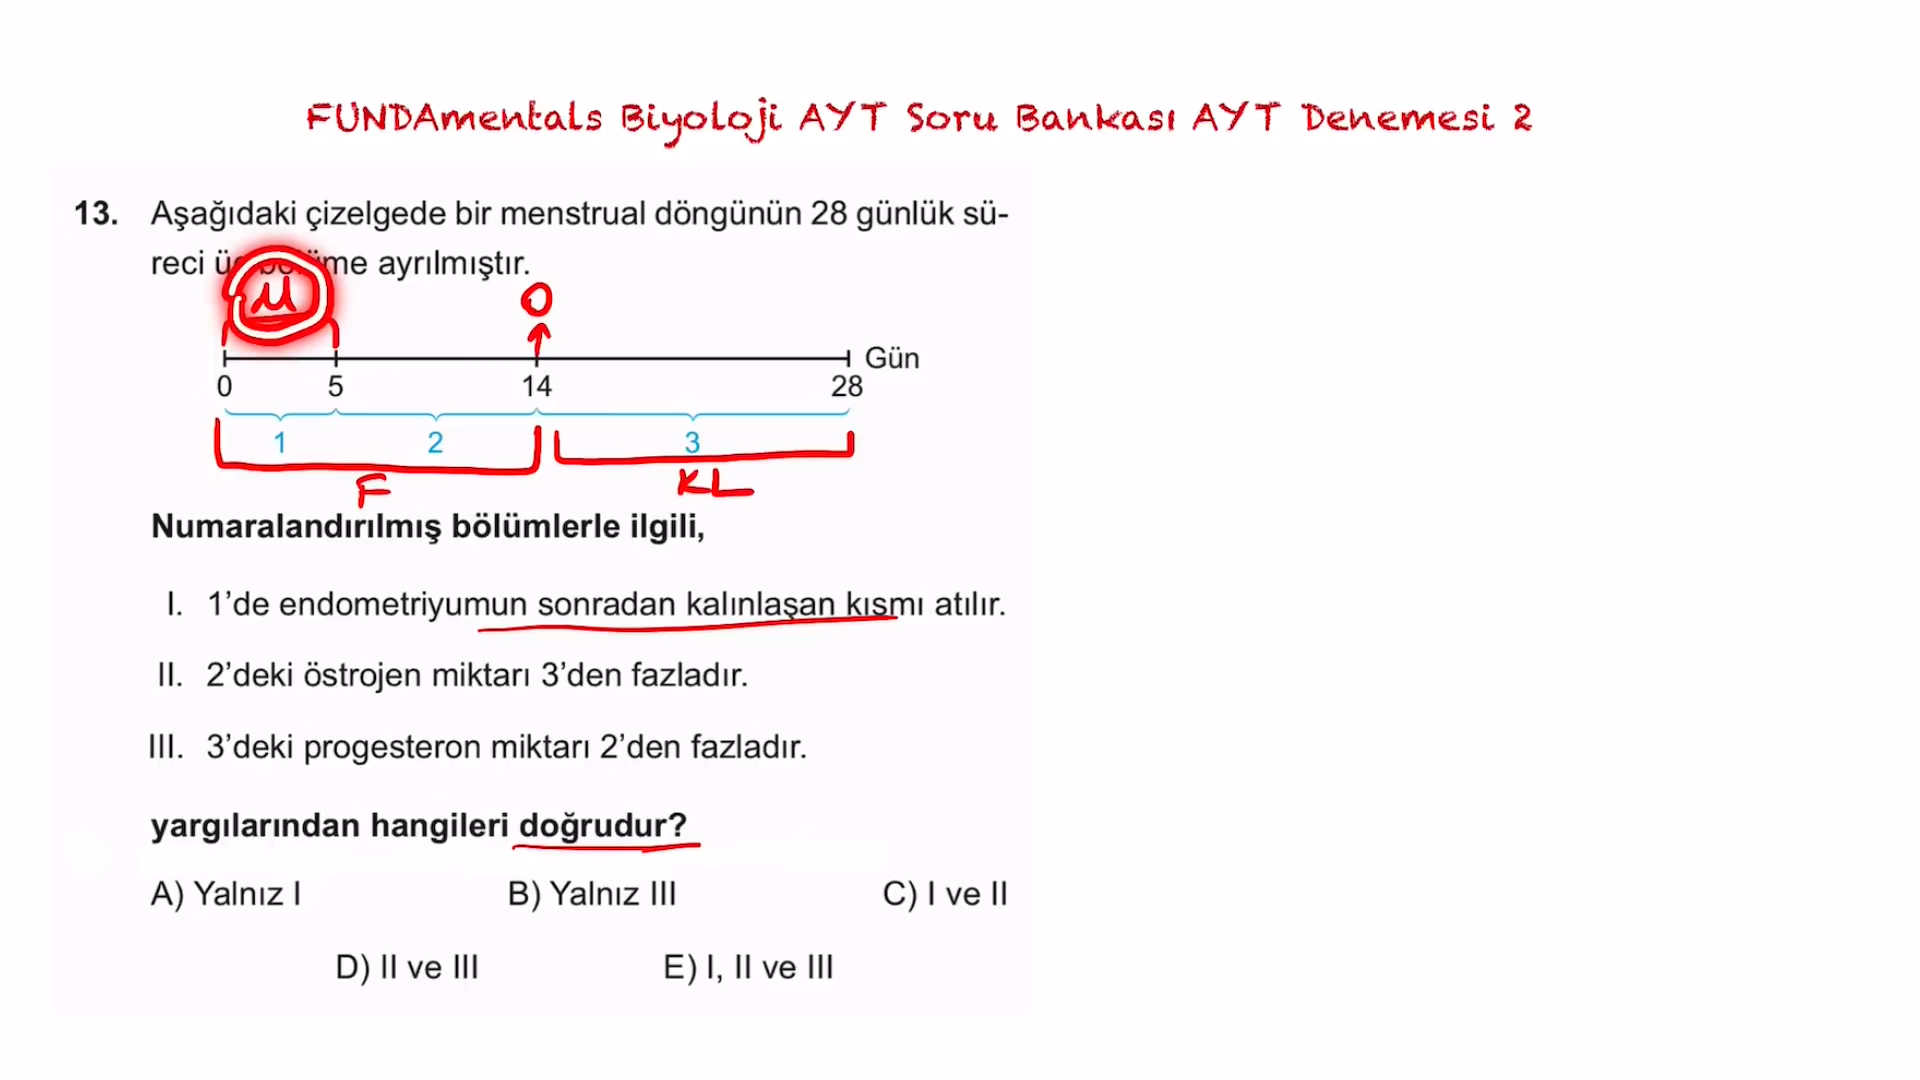 FUNDAmentals Biyoloji AYT Soru Bankası AYT Denemesi 2
13. Aşağıdaki çizelgede bir menstrual döngünün 28 günlük sü-
reci ayrılmıştır.
M O
Gün
0 5 14 28
1 2 3
F KL
Numaralandırılmış bölümlerle ilgili,
I. 1’de endometriyumun sonradan kalınlaşan kısmı atılır.
II. 2’deki östrojen miktarı 3’den fazladır.
III. 3’deki progesteron miktarı 2’den fazladır.
yargılarından hangileri doğrudur?
A) Yalnız I B) Yalnız III C) I ve II
D) II ve III E) I, II ve III